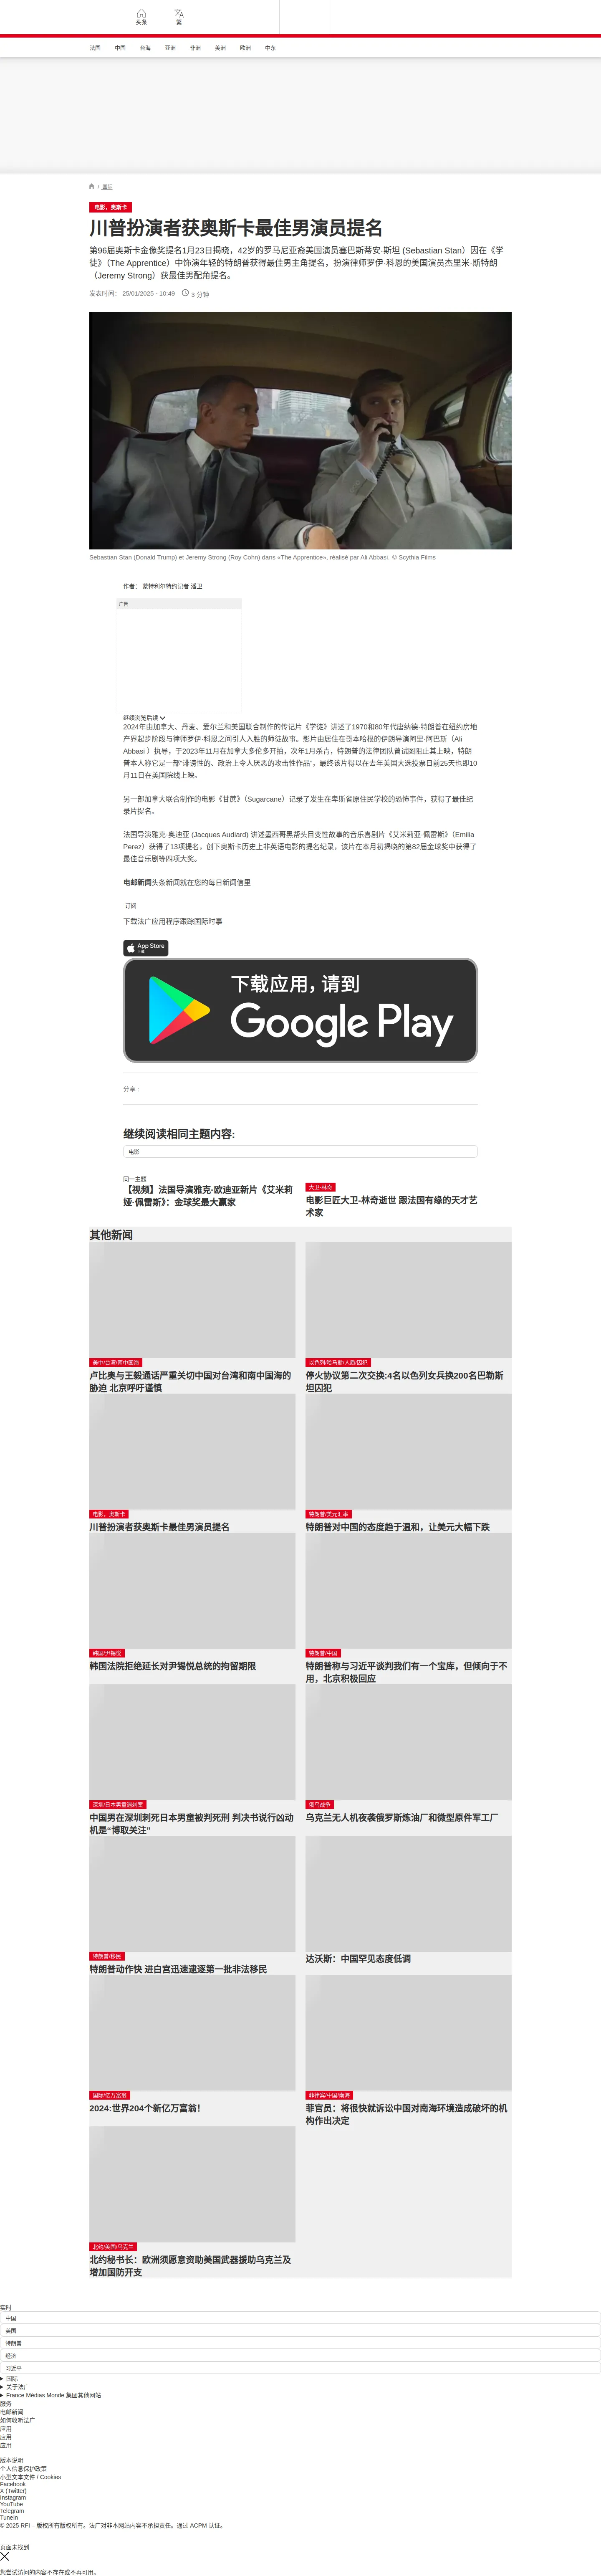 头条
繁
法国
中国
台海
亚洲
非洲
美洲
欧洲
中东
/ 国际
电影，奥斯卡
川普扮演者获奥斯卡最佳男演员提名
第96届奥斯卡金像奖提名1月23日揭晓，42岁的罗马尼亚裔美国演员塞巴斯蒂安·斯坦 (Sebastian Stan）因在《学
徒》（The Apprentice）中饰演年轻的特朗普获得最佳男主角提名，扮演律师罗伊·科恩的美国演员杰里米·斯特朗
（Jeremy Strong）获最佳男配角提名。
发表时间： 25/01/2025 - 10:49
3 分钟
Sebastian Stan (Donald Trump) et Jeremy Strong (Roy Cohn) dans «The Apprentice», réalisé par Ali Abbasi. © Scythia Films
作者： 蒙特利尔特约记者 潘卫
广告
继续浏览后续
2024年由加拿大、丹麦、爱尔兰和美国联合制作的传记片《学徒》讲述了1970和80年代唐纳德·特朗普在纽约房地
产界起步阶段与律师罗伊·科恩之间引人入胜的师徒故事。影片由居住在哥本哈根的伊朗导演阿里·阿巴斯（Ali
Abbasi ）执导，于2023年11月在加拿大多伦多开拍，次年1月杀青，特朗普的法律团队曾试图阻止其上映，特朗
普本人称它是一部“诽谤性的、政治上令人厌恶的攻击性作品”，最终该片得以在去年美国大选投票日前25天也即10
月11日在美国院线上映。
另一部加拿大联合制作的电影《甘蔗》（Sugarcane）记录了发生在卑斯省原住民学校的恐怖事件，获得了最佳纪
录片提名。
法国导演雅克·奥迪亚 (Jacques Audiard) 讲述墨西哥黑帮头目变性故事的音乐喜剧片《艾米莉亚·佩雷斯》（Emilia
Perez）获得了13项提名，创下奥斯卡历史上非英语电影的提名纪录，该片在本月初揭晓的第82届金球奖中获得了
最佳音乐剧等四项大奖。
电邮新闻头条新闻就在您的每日新闻信里
订阅
下载法广应用程序跟踪国际时事
App Store
下载
下载应用，请到
Google Play
分享 :
继续阅读相同主题内容:
电影
同一主题
【视频】法国导演雅克·欧迪亚新片《艾米莉
娅·佩雷斯》：金球奖最大赢家
大卫-林奇
电影巨匠大卫-林奇逝世 跟法国有缘的天才艺
术家
其他新闻
美中/台湾/南中国海
卢比奥与王毅通话严重关切中国对台湾和南中国海的
胁迫 北京呼吁谨慎
以色列/哈马斯/人质/囚犯
停火协议第二次交换:4名以色列女兵换200名巴勒斯
坦囚犯
电影，奥斯卡
川普扮演者获奥斯卡最佳男演员提名
特朗普/美元汇率
特朗普对中国的态度趋于温和，让美元大幅下跌
韩国/尹锡悦
韩国法院拒绝延长对尹锡悦总统的拘留期限
特朗普/中国
特朗普称与习近平谈判我们有一个宝库，但倾向于不
用，北京积极回应
深圳/日本男童遇刺案
中国男在深圳刺死日本男童被判死刑 判决书说行凶动
机是“博取关注”
俄乌战争
乌克兰无人机夜袭俄罗斯炼油厂和微型原件军工厂
特朗普/移民
特朗普动作快 进白宫迅速逮逐第一批非法移民
达沃斯：中国罕见态度低调
国际/亿万富翁
2024:世界204个新亿万富翁！
菲律宾/中国/南海
菲官员：将很快就诉讼中国对南海环境造成破坏的机
构作出决定
北约/美国/乌克兰
北约秘书长：欧洲须愿意资助美国武器援助乌克兰及
增加国防开支
实时
中国
美国
特朗普
经济
习近平
国际
关于法广
France Médias Monde 集团其他网站
服务
电邮新闻
如何收听法广
应用
应用
应用
版本说明
个人信息保护政策
小型文本文件 / Cookies
Facebook
X (Twitter)
Instagram
YouTube
Telegram
TuneIn
© 2025 RFI – 版权所有版权所有。法广对非本网站内容不承担责任。通过 ACPM 认证。
页面未找到
您尝试访问的内容不存在或不再可用。